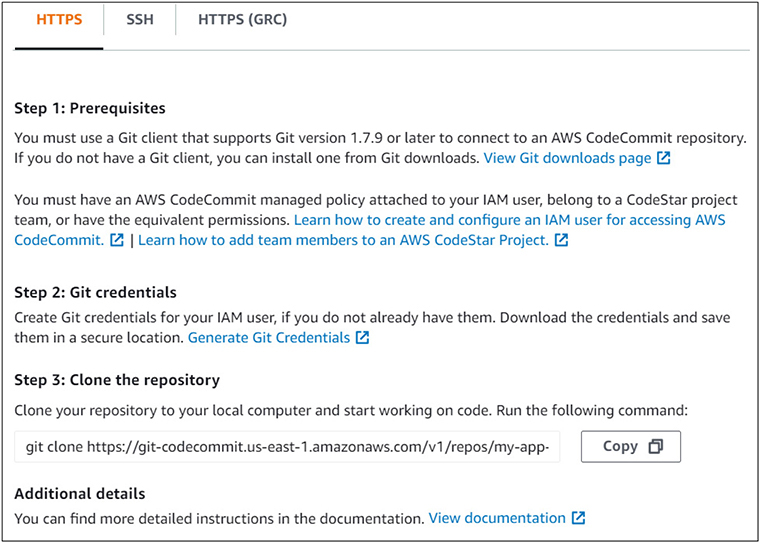 HTTPS SSH HTTPS (GRC)
Step 1: Prerequisites
You must use a Git client that supports Git version 1.7.9 or later to connect to an AWS CodeCommit repository.
If you do not have a Git client, you can install one from Git downloads. View Git downloads page
You must have an AWS CodeCommit managed policy attached to your IAM user, belong to a CodeStar project
team, or have the equivalent permissions. Learn how to create and configure an IAM user for accessing AWS
CodeCommit. | Learn how to add team members to an AWS CodeStar Project.
Step 2: Git credentials
Create Git credentials for your IAM user, if you do not already have them. Download the credentials and save
them in a secure location. Generate Git Credentials
Step 3: Clone the repository
Clone your repository to your local computer and start working on code. Run the following command:
git clone https://git-codecommit.us-east-1.amazonaws.com/v1/repos/my-app- Copy
Additional details
You can find more detailed instructions in the documentation. View documentation